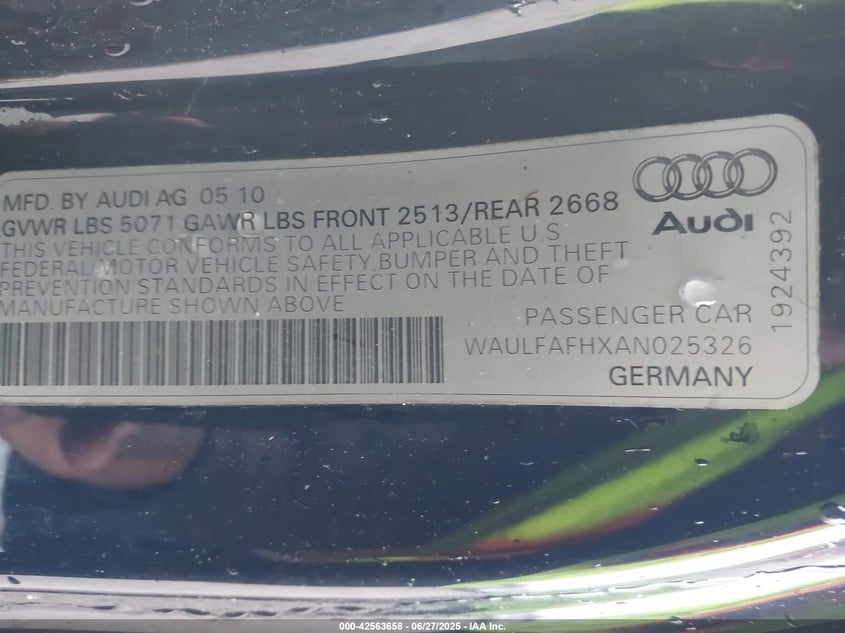 MFD. BY AUDI AG 05 10
GVWR LBS 5071 GAWR LBS FRONT 2513/REAR 2668
THIS VEHICLE CONFORMS TO ALL APPLICABLE U S
FEDERAL MOTOR VEHICLE SAFETY, BUMPER AND THEFT
PREVENTION STANDARDS IN EFFECT ON THE DATE OF
MANUFACTURE SHOWN ABOVE
Audi
1924392
PASSENGER CAR
WAULFAFHXAN025326
GERMANY
000-42563658 - 06/27/2025 - IAA Inc.